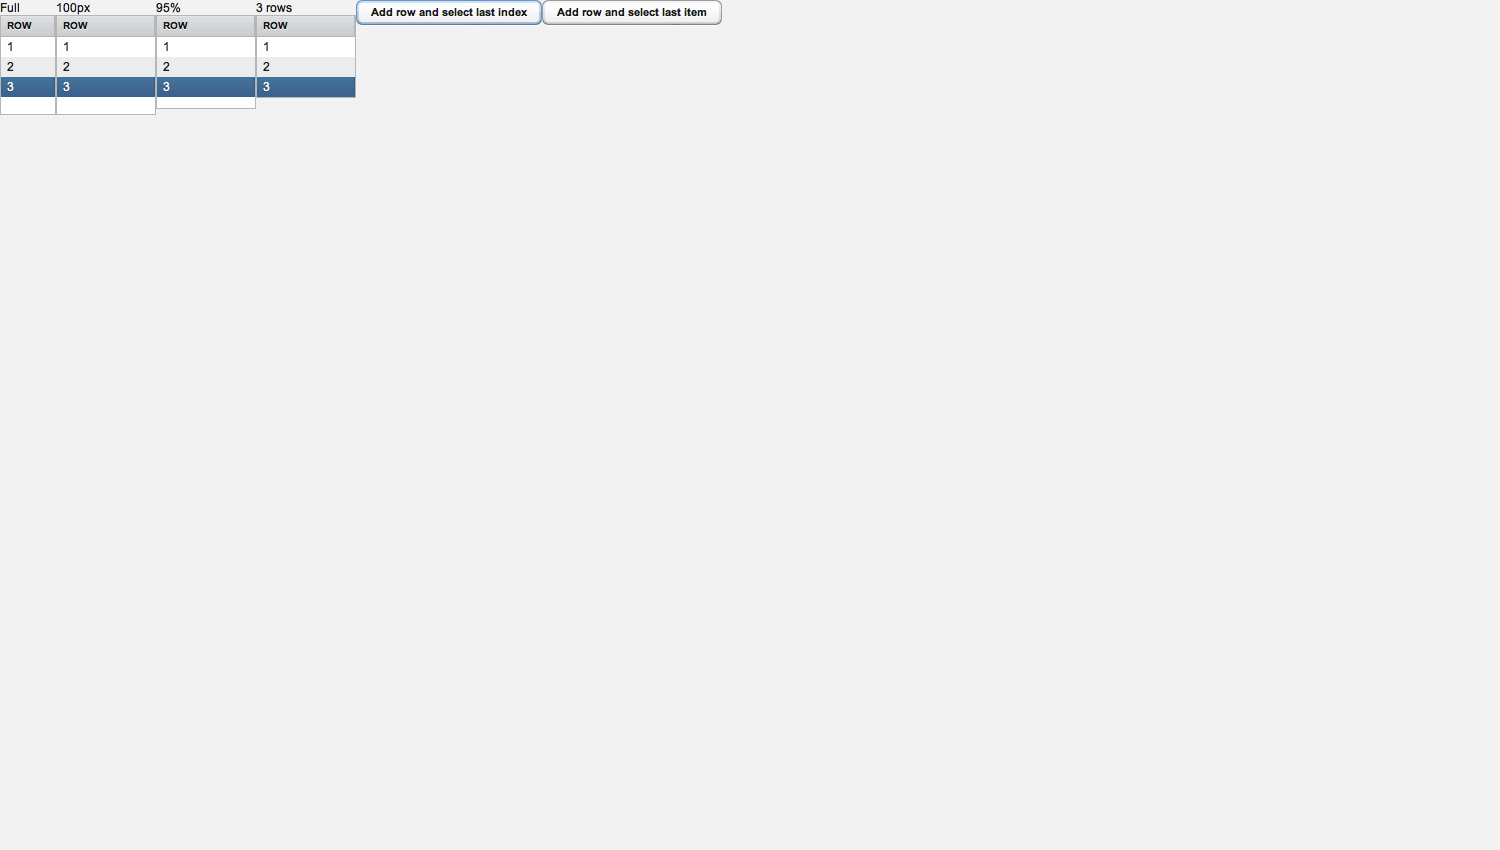 Full 100px 95% 3 rows Add row and select last index Add row and select last item
ROW ROW ROW ROW
1 1 1 1
2 2 2 2
3 3 3 3